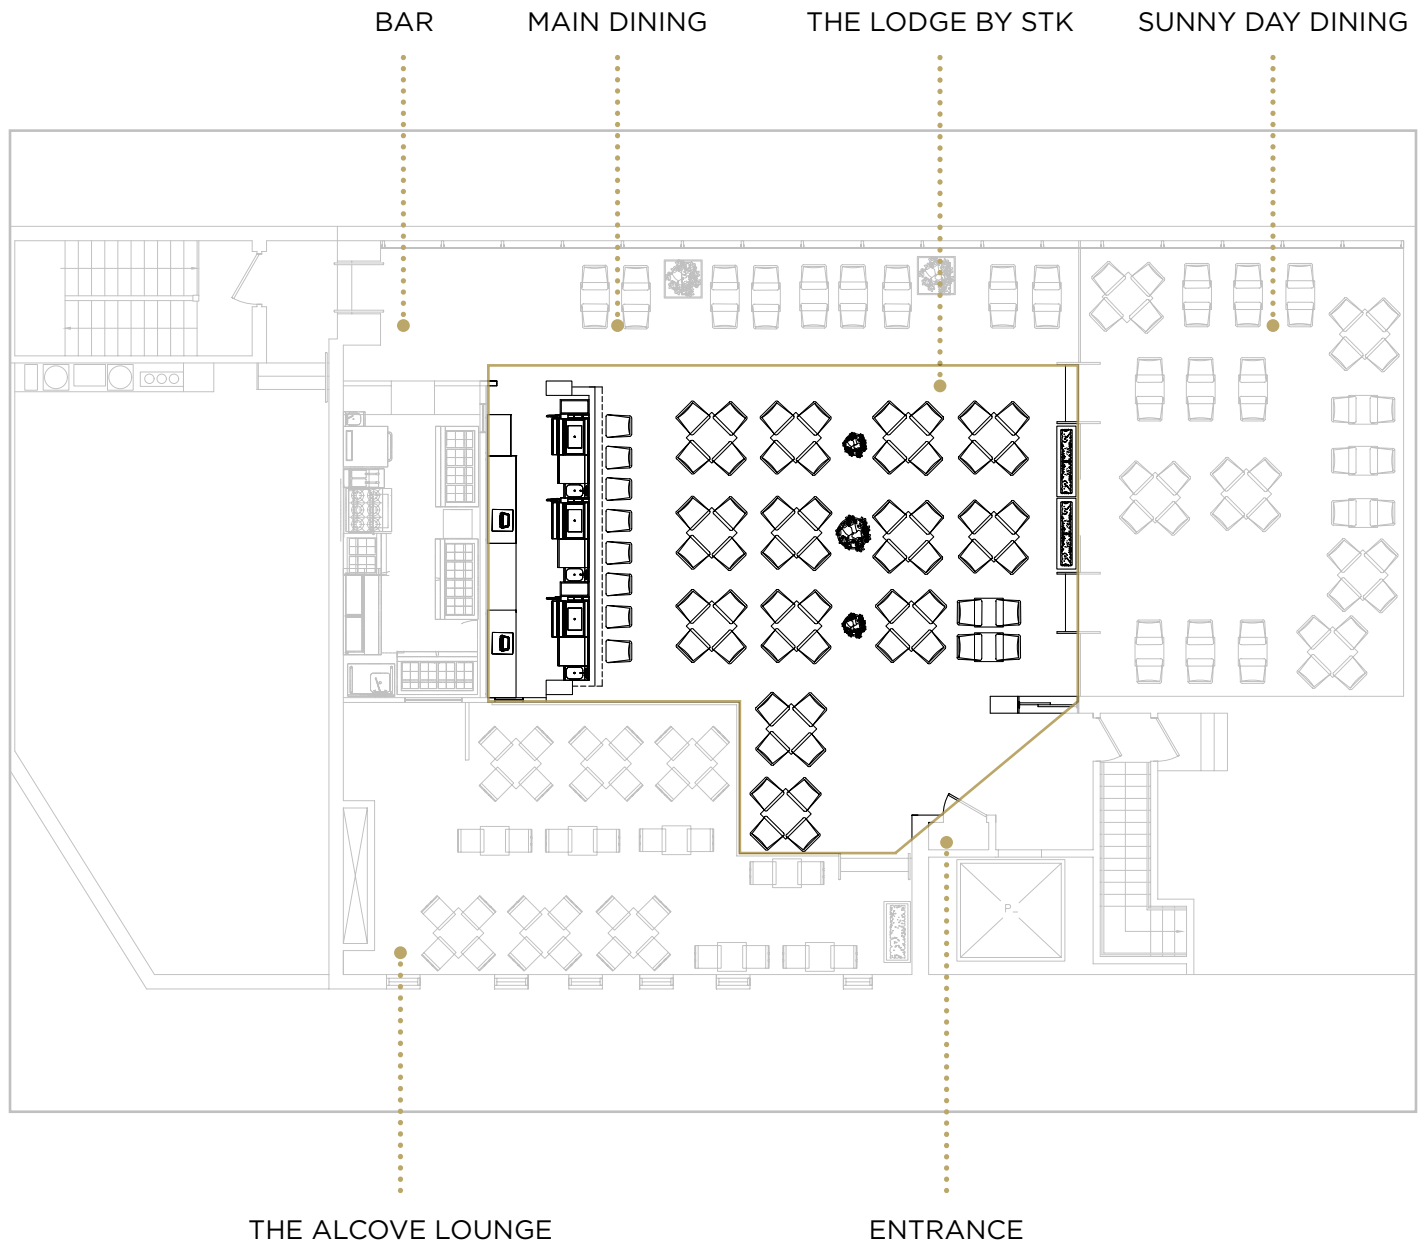 BAR
MAIN DINING
THE LODGE BY STK
SUNNY DAY DINING
THE ALCOVE LOUNGE
ENTRANCE